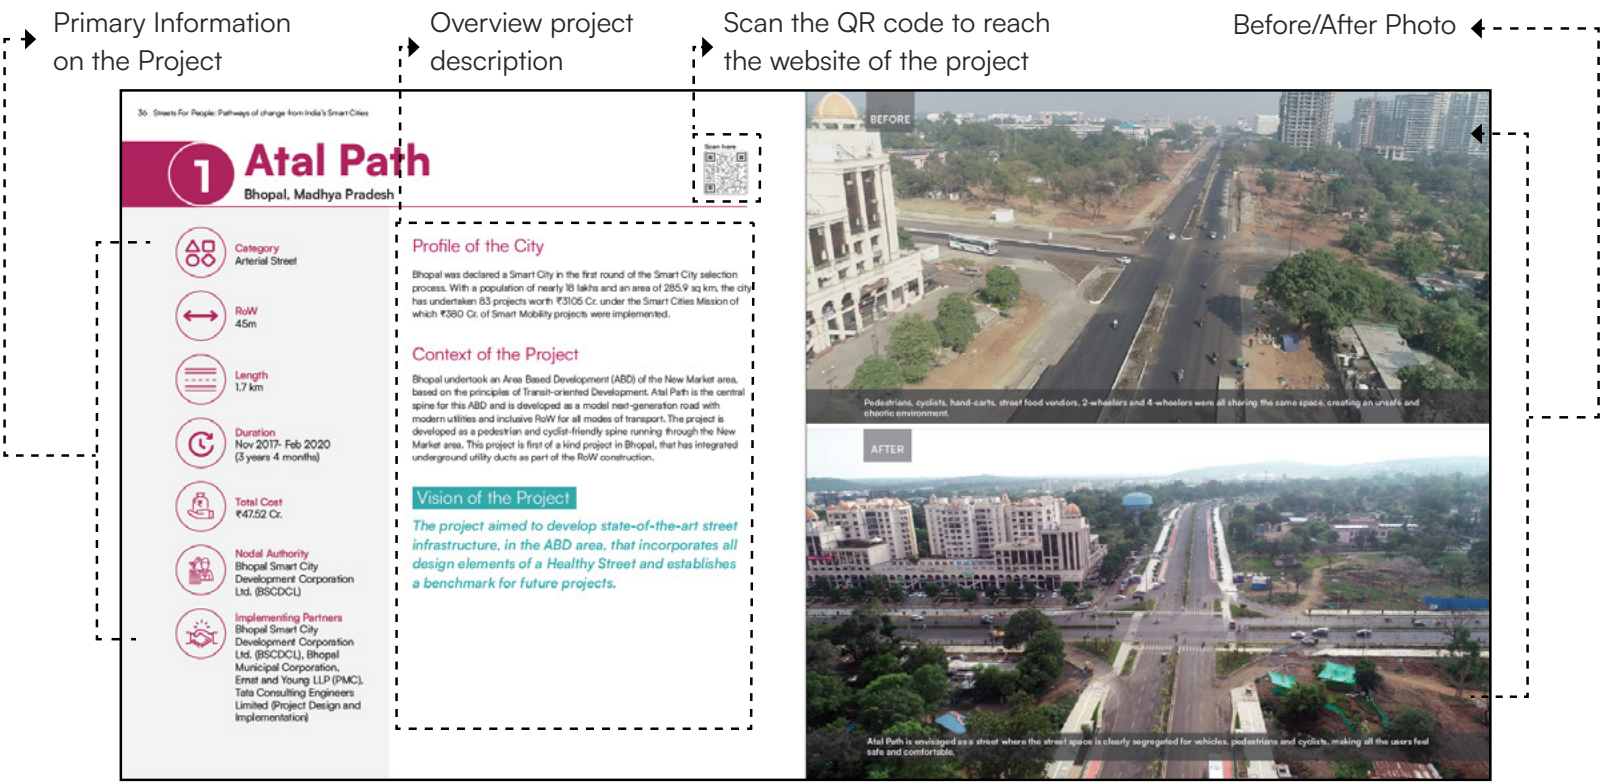 Primary Information
on the Project
Overview project
description
Scan the QR code to reach
the website of the project
Before/After Photo
36 Streets For People: Pathways of change from India's Smart Cities
1
Atal Path
Bhopal, Madhya Pradesh
Scan here
Category
Arterial Street
RoW
45m
Length
1.7 km
Duration
Nov 2017- Feb 2020
(3 years 4 months)
Total Cost
₹47.52 Cr.
Nodal Authority
Bhopal Smart City
Development Corporation
Ltd. (BSCDCL)
Implementing Partners
Bhopal Smart City
Development Corporation
Ltd. (BSCDCL), Bhopal
Municipal Corporation,
Ernst and Young LLP (PMC),
Tata Consulting Engineers
Limited (Project Design and
Implementation)
Profile of the City
Bhopal was declared a Smart City in the first round of the Smart City selection
process. With a population of nearly 18 lakhs and an area of 285.9 sq km, the city
has undertaken 83 projects worth ₹3105 Cr. under the Smart Cities Mission of
which ₹380 Cr. of Smart Mobility projects were implemented.
Context of the Project
Bhopal undertook an Area Based Development (ABD) of the New Market area,
based on the principles of Transit-oriented Development. Atal Path is the central
spine for this ABD and is developed as a model next-generation road with
modern utilities and inclusive RoW for all modes of transport. The project is
developed as a pedestrian and cyclist-friendly spine running through the New
Market area. This project is first of a kind project in Bhopal, that has integrated
underground utility ducts as part of the RoW construction.
Vision of the Project
The project aimed to develop state-of-the-art street
infrastructure, in the ABD area, that incorporates all
design elements of a Healthy Street and establishes
a benchmark for future projects.
BEFORE
Pedestrians, cyclists, hand-carts, street food vendors, 2-wheelers and 4-wheelers were all sharing the same space, creating an unsafe and
chaotic environment.
AFTER
Atal Path is envisaged as a street where the street space is clearly segregated for vehicles, pedestrians and cyclists, making all the users feel
safe and comfortable.